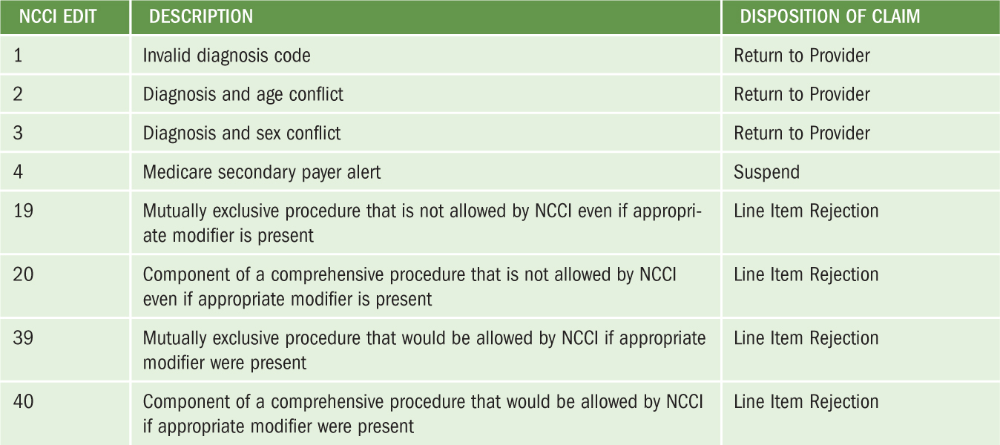 NCCI EDIT DESCRIPTION DISPOSITION OF CLAIM
1 Invalid diagnosis code Return to Provider
2 Diagnosis and age conflict Return to Provider
3 Diagnosis and sex conflict Return to Provider
4 Medicare secondary payer alert Suspend
19 Mutually exclusive procedure that is not allowed by NCCI even if appropri- Line Item Rejection
ate modifier is present
20 Component of a comprehensive procedure that is not allowed by NCCI Line Item Rejection
even if appropriate modifier is present
39 Mutually exclusive procedure that would be allowed by NCCI if appropriate Line Item Rejection
modifier were present
40 Component of a comprehensive procedure that would be allowed by NCCI Line Item Rejection
if appropriate modifier were present